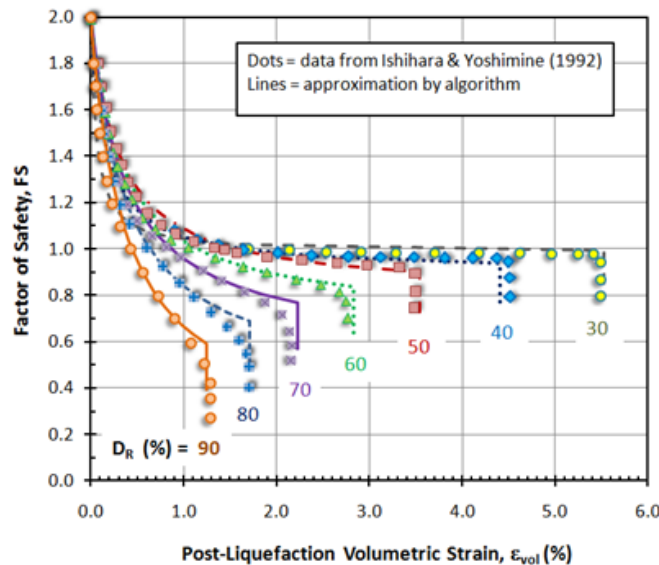 2.0
1.8
1.6
1.4
1.2
1.0
0.8
0.6
0.4
0.2
0.0
Factor of Safety, FS
Dots = data from Ishihara & Yoshimine (1992)
Lines = approximation by algorithm
30
40
50
60
70
80
D_R (%) = 90
0.0 1.0 2.0 3.0 4.0 5.0 6.0
Post-Liquefaction Volumetric Strain, ε_vol (%)